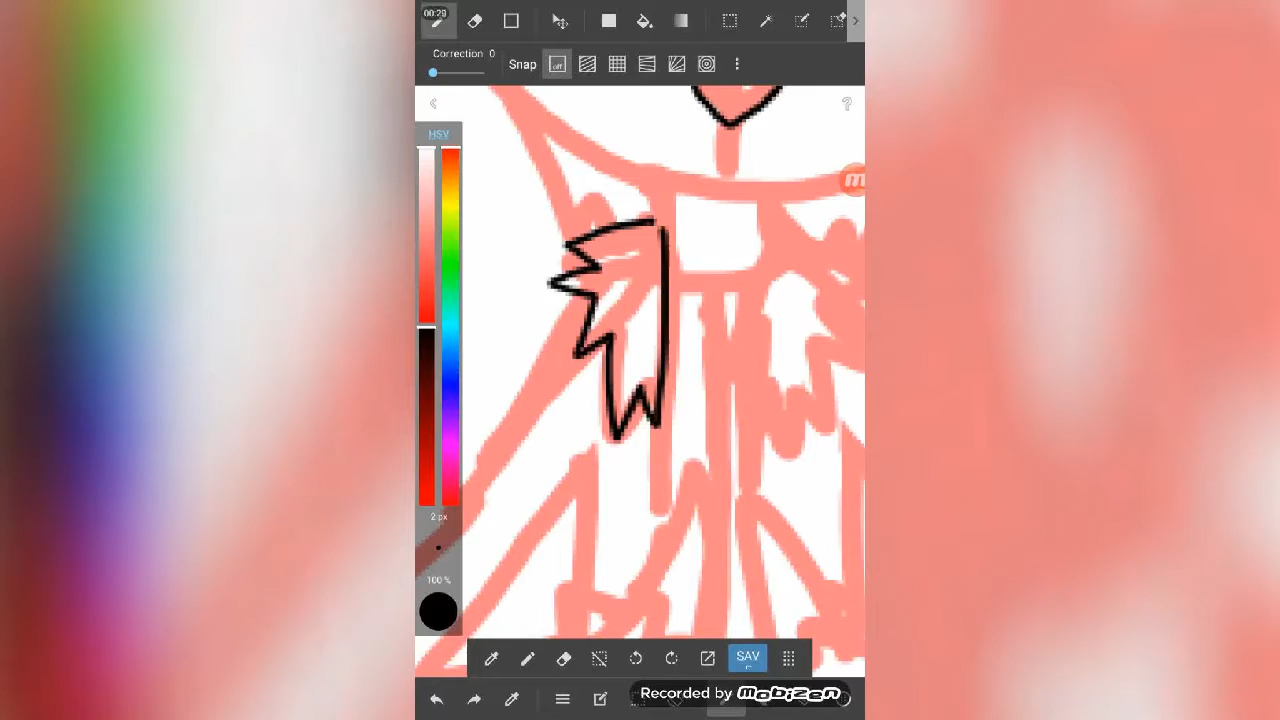 00:29
Correction 0
Snap
off
?
HSV
m
2 px
100 %
SAV
Recorded by mobizen